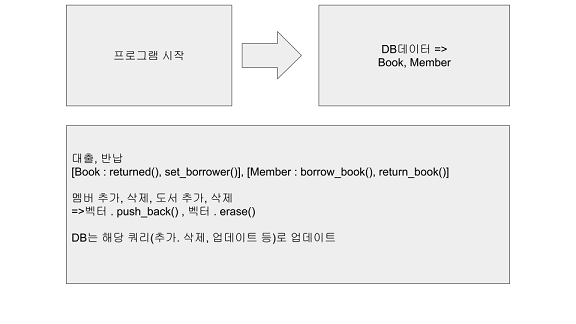 프로그램 시작
DB데이터 =>
Book, Member
대출, 반납
[Book : returned(), set_borrower()], [Member : borrow_book(), return_book()]
멤버 추가, 삭제, 도서 추가, 삭제
=>벡터 . push_back() , 벡터 . erase()
DB는 해당 쿼리(추가. 삭제, 업데이트 등)로 업데이트